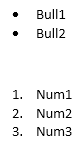 • Bull1
• Bull2
1. Num1
2. Num2
3. Num3